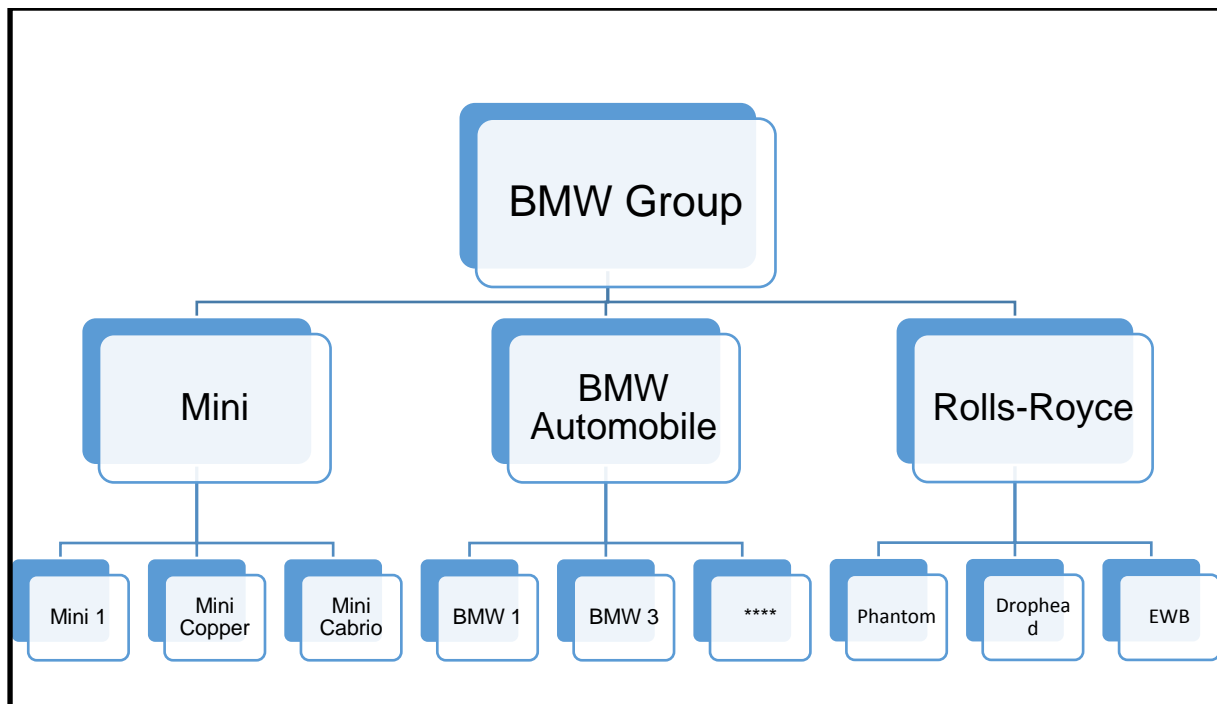 BMW Group
Mini
BMW
Automobile
Rolls-Royce
Mini 1
Mini
Copper
Mini
Cabrio
BMW 1
BMW 3
****
Phantom
Drophea
d
EWB